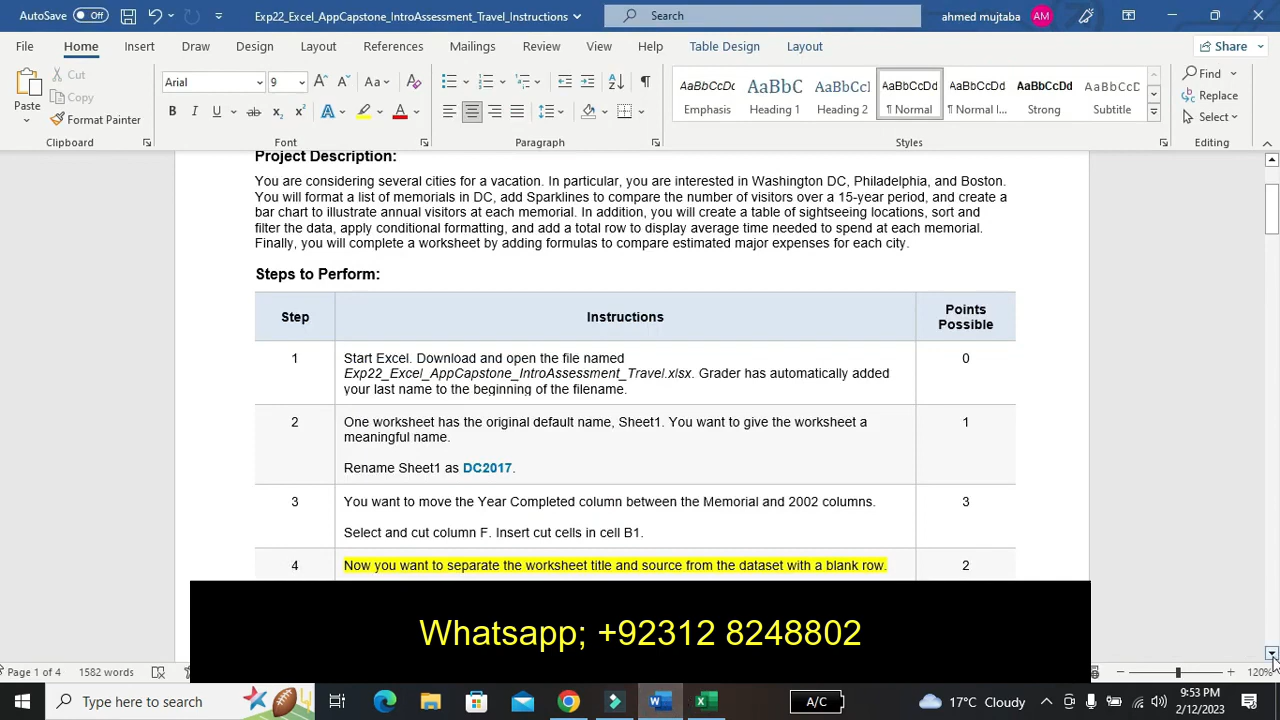 AutoSave Off Exp22_Excel_AppCapstone_IntroAssessment_Travel_Instructions Search ahmed mujtaba AM
File Home Insert Draw Design Layout References Mailings Review View Help Table Design Layout Share
Paste Cut Copy Format Painter Clipboard
Arial 9 Font
Paragraph
AaBbCcDc Emphasis AaBbC Heading 1 AaBbCcI Heading 2 AaBbCcDd ¶ Normal AaBbCcDd ¶ Normal I... AaBbCcDd Strong AaBbCcD Subtitle Styles
Find Replace Select Editing
Project Description:
You are considering several cities for a vacation. In particular, you are interested in Washington DC, Philadelphia, and Boston.
You will format a list of memorials in DC, add Sparklines to compare the number of visitors over a 15-year period, and create a
bar chart to illustrate annual visitors at each memorial. In addition, you will create a table of sightseeing locations, sort and
filter the data, apply conditional formatting, and add a total row to display average time needed to spend at each memorial.
Finally, you will complete a worksheet by adding formulas to compare estimated major expenses for each city.
Steps to Perform:
Step Instructions Points Possible
1 Start Excel. Download and open the file named 0
Exp22_Excel_AppCapstone_IntroAssessment_Travel.xlsx. Grader has automatically added
your last name to the beginning of the filename.
2 One worksheet has the original default name, Sheet1. You want to give the worksheet a 1
meaningful name.
Rename Sheet1 as DC2017.
3 You want to move the Year Completed column between the Memorial and 2002 columns. 3
Select and cut column F. Insert cut cells in cell B1.
4 Now you want to separate the worksheet title and source from the dataset with a blank row. 2
Whatsapp; +92312 8248802
Page 1 of 4 1582 words 120%
Type here to search A/C 17°C Cloudy 9:53 PM
2/12/2023